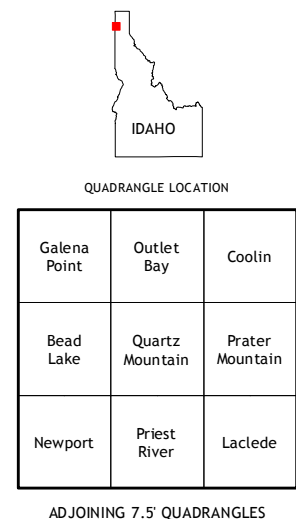 IDAHO
QUADRANGLE LOCATION
Galena
Point
Outlet
Bay
Coolin
Bead
Lake
Quartz
Mountain
Prater
Mountain
Newport
Priest
River
Laclede
ADJOINING 7.5' QUADRANGLES